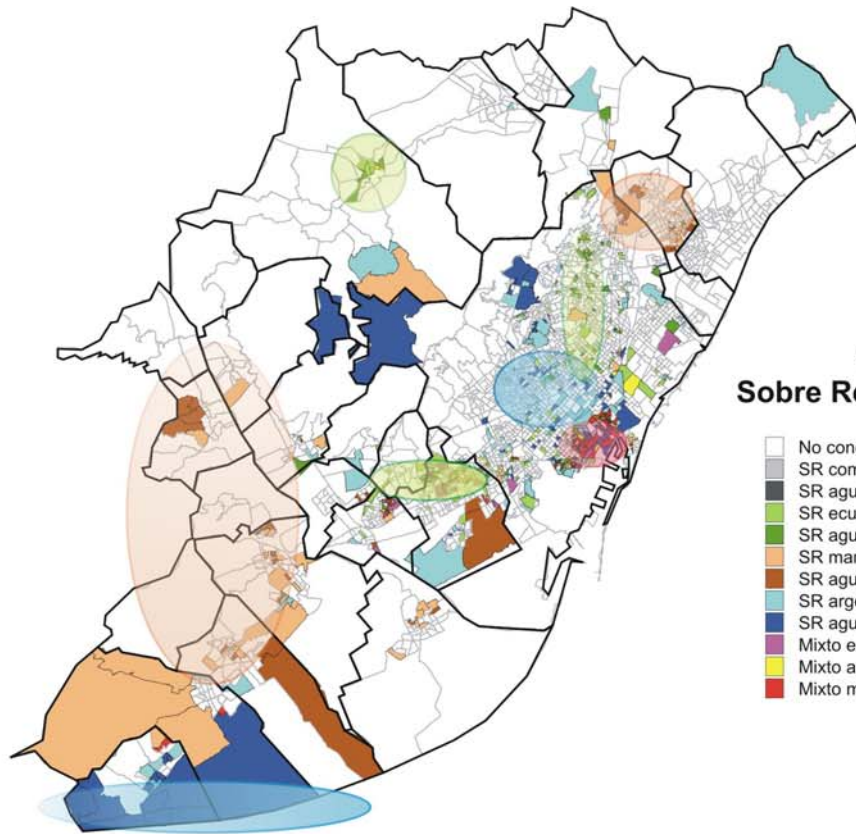 Sobre Re
No conc
SR com
SR agu
SR ecu
SR agu
SR mar
SR agu
SR arge
SR agu
Mixto e
Mixto a
Mixto m